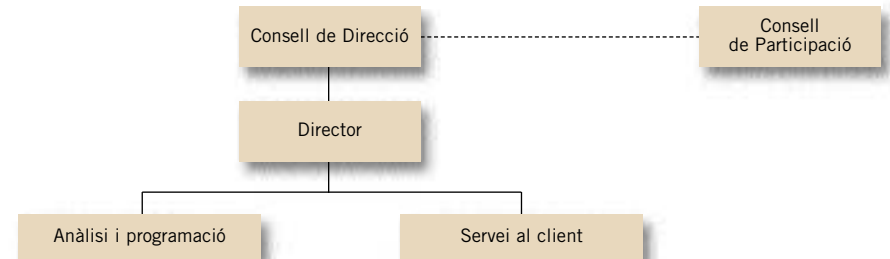 Consell de Direcció
Consell
de Participació
Director
Anàlisi i programació
Servei al client